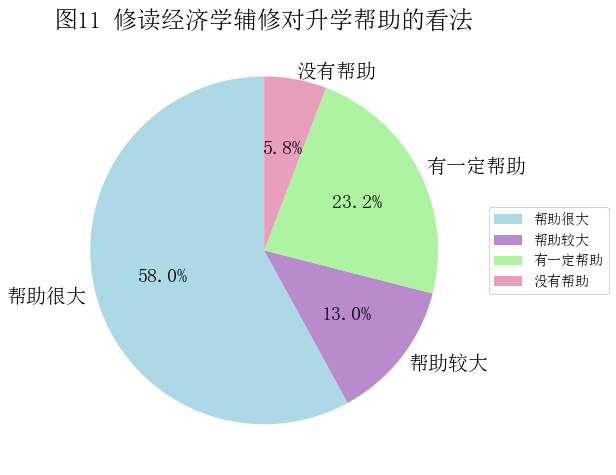 图11 修读经济学辅修对升学帮助的看法
没有帮助
5.8%
有一定帮助
23.2%
58.0%
帮助很大
13.0%
帮助较大
帮助很大
帮助较大
有一定帮助
没有帮助